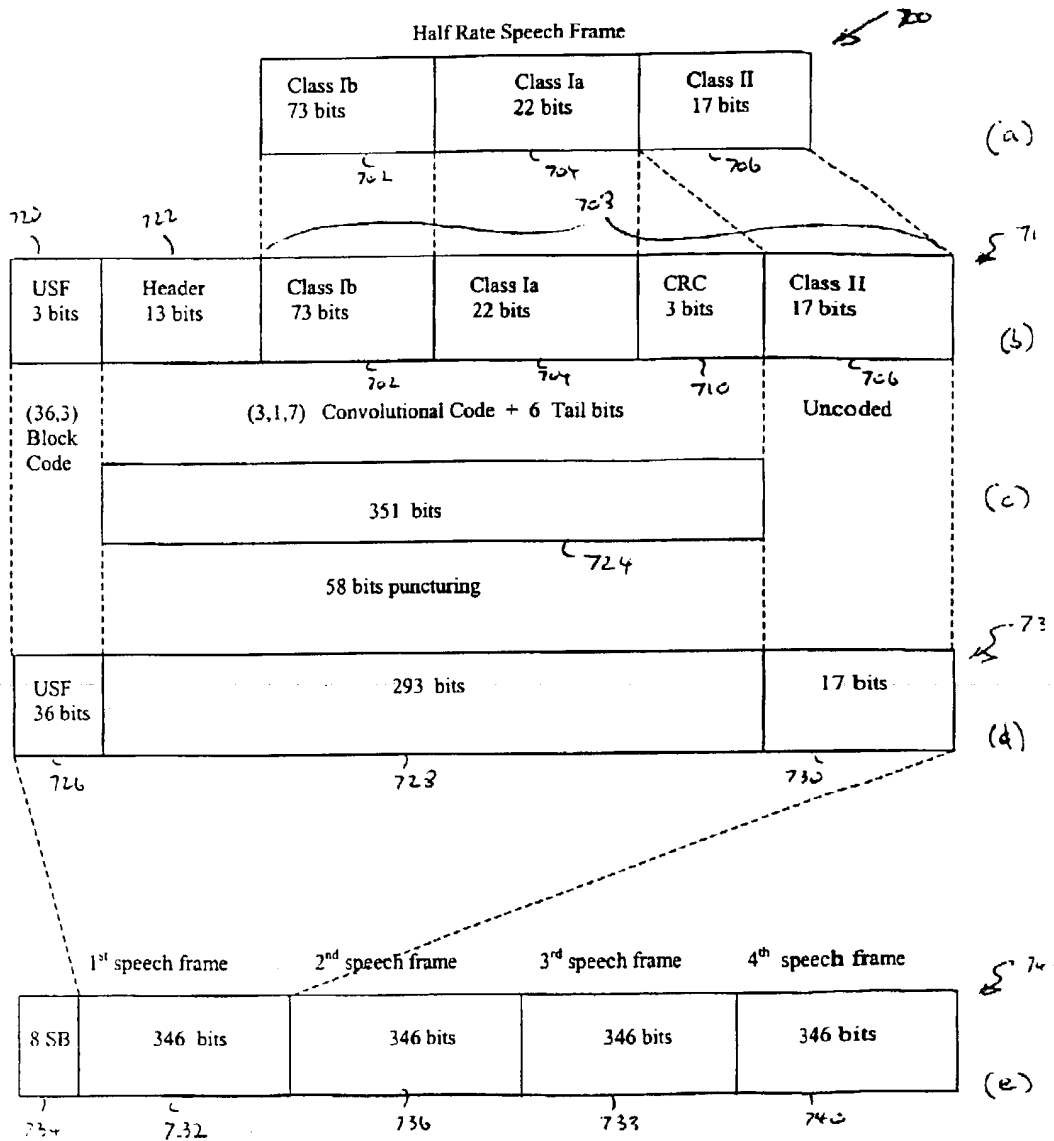 700
Half Rate Speech Frame
Class Ib
73 bits
Class Ia
22 bits
Class II
17 bits
(a)
702
704
706
708
720
722
71
USF
3 bits
Header
13 bits
Class Ib
73 bits
Class Ia
22 bits
CRC
3 bits
Class II
17 bits
(b)
702
704
710
706
(36,3)
Block
Code
(3,1,7) Convolutional Code + 6 Tail bits
Uncoded
351 bits
(c)
724
58 bits puncturing
73
USF
36 bits
293 bits
17 bits
(d)
726
728
730
1st speech frame
2nd speech frame
3rd speech frame
4th speech frame
74
8 SB
346 bits
346 bits
346 bits
346 bits
(e)
734
732
736
738
740